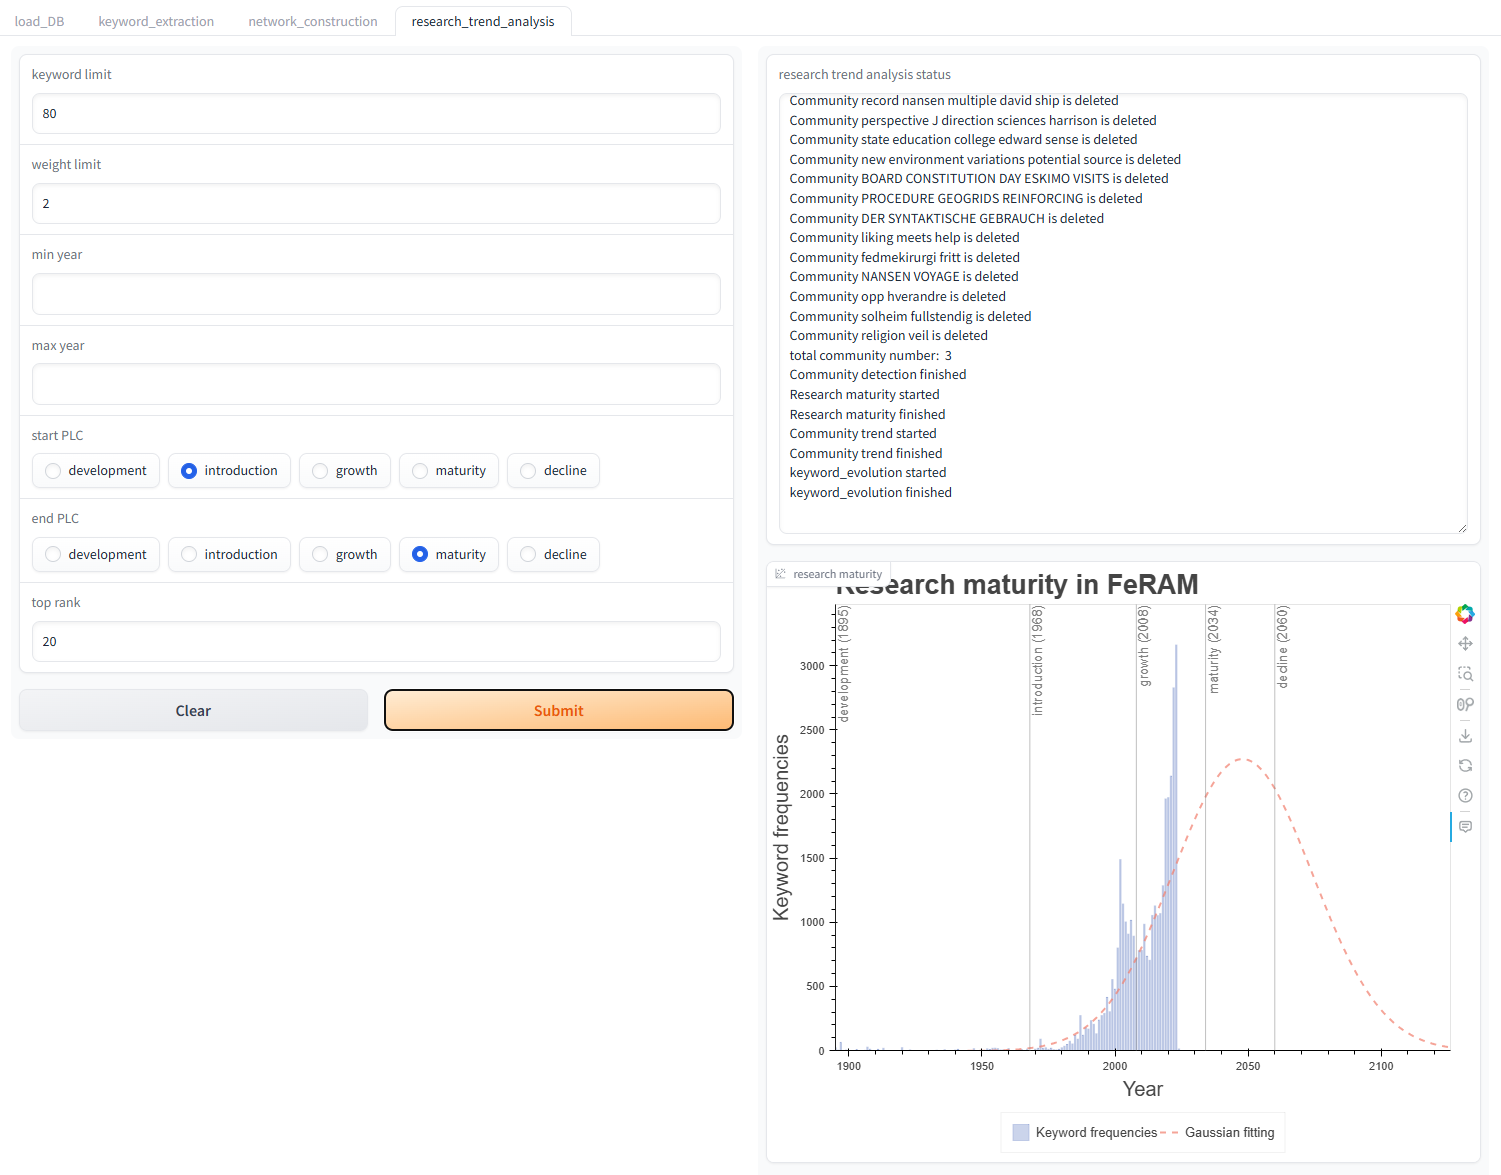 load_DB
keyword_extraction
network_construction
research_trend_analysis
keyword limit
80
weight limit
2
min year
max year
start PLC
development
introduction
growth
maturity
decline
end PLC
development
introduction
growth
maturity
decline
top rank
20
Clear
Submit
research trend analysis status
Community record nansen multiple david ship is deleted
Community perspective J direction sciences harrison is deleted
Community state education college edward sense is deleted
Community new environment variations potential source is deleted
Community BOARD CONSTITUTION DAY ESKIMO VISITS is deleted
Community PROCEDURE GEOGRIDS REINFORCING is deleted
Community DER SYNTAKTISCHE GEBRAUCH is deleted
Community liking meets help is deleted
Community fedmekirurgi fritt is deleted
Community NANSEN VOYAGE is deleted
Community opp hverandre is deleted
Community solheim fullstendig is deleted
Community religion veil is deleted
total community number: 3
Community detection finished
Research maturity started
Research maturity finished
Community trend started
Community trend finished
keyword_evolution started
keyword_evolution finished
research maturity
Research maturity in FeRAM
development (1895)
introduction (1968)
growth (2008)
maturity (2034)
decline (2060)
Keyword frequencies
3000
2500
2000
1500
1000
500
0
1900
1950
2000
2050
2100
Year
Keyword frequencies
Gaussian fitting